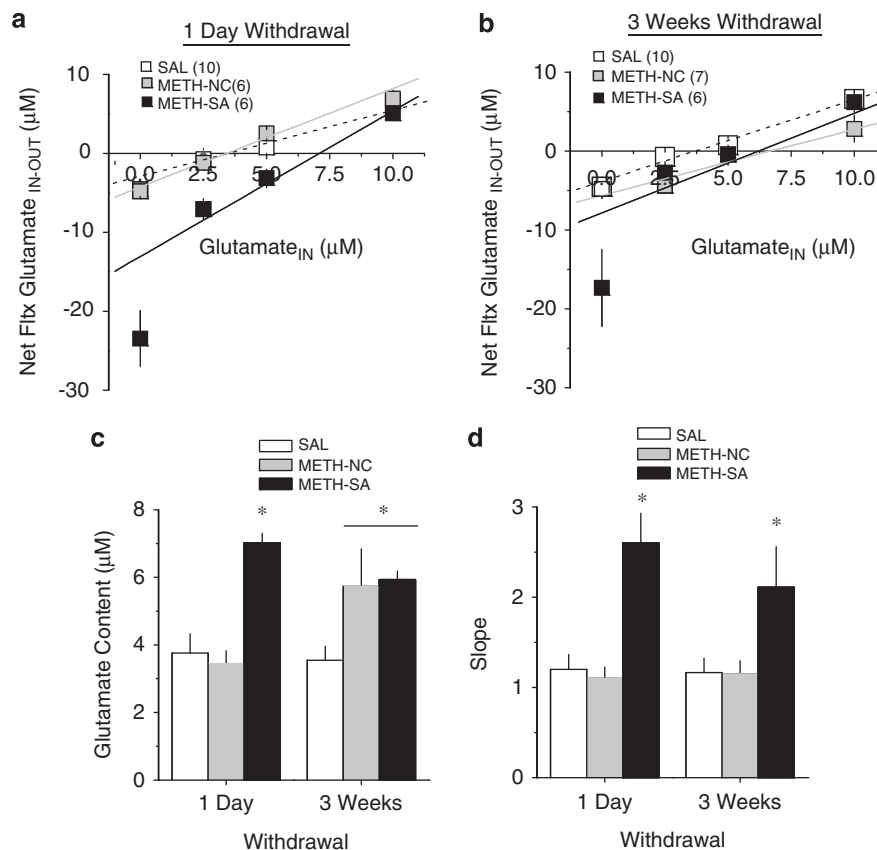 a
1 Day Withdrawal
SAL (10)
METH-NC(6)
METH-SA (6)
10
0
-10
-20
-30
0.0 2.5 5.0 7.5 10.0
Glutamate IN (μM)
Net Fltx Glutamate IN-OUT (μM)
b
3 Weeks Withdrawal
SAL (10)
METH-NC (7)
METH-SA (6)
10
0
-10
-20
-30
0.0 2.5 5.0 7.5 10.0
Glutamate IN (μM)
Net Fltx Glutamate IN-OUT (μM)
c
SAL
METH-NC
METH-SA
8
6
4
2
0
* *
Glutamate Content (μM)
1 Day 3 Weeks
Withdrawal
d
SAL
METH-NC
METH-SA
3
2
1
0
* *
Slope
1 Day 3 Weeks
Withdrawal